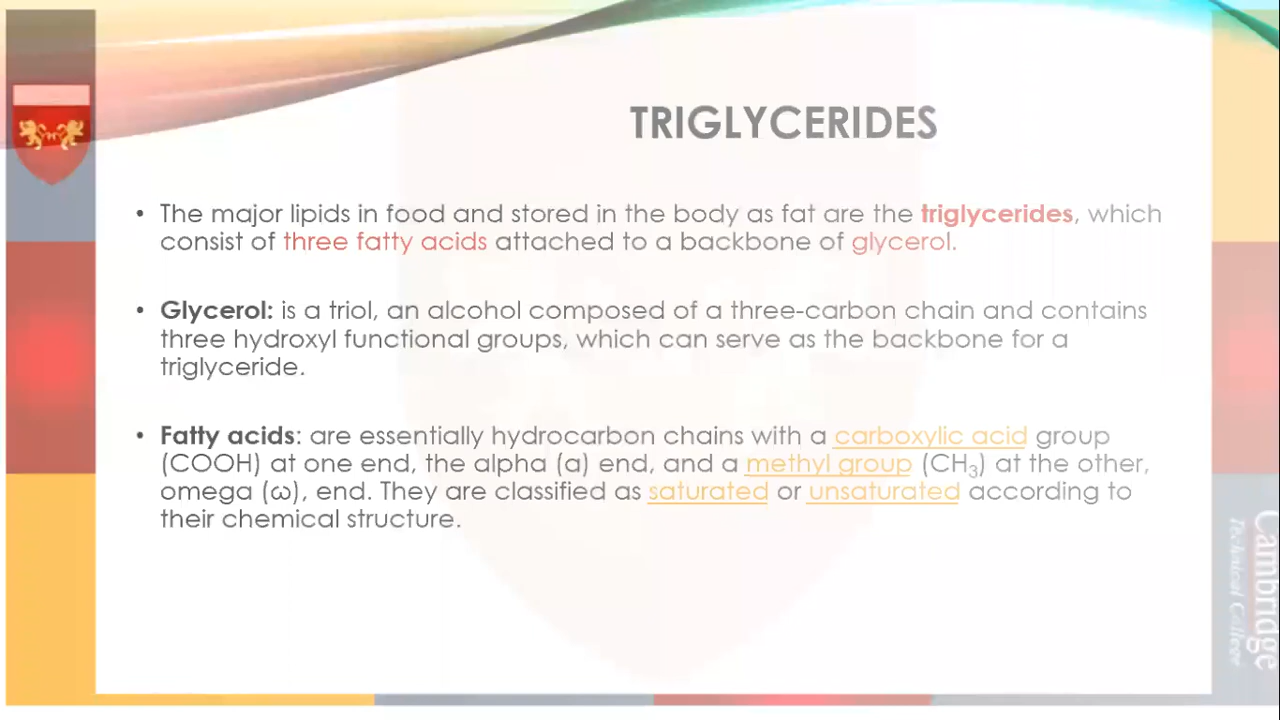 TRIGLYCERIDES
• The major lipids in food and stored in the body as fat are the triglycerides, which
consist of three fatty acids attached to a backbone of glycerol.
• Glycerol: is a triol, an alcohol composed of a three-carbon chain and contains
three hydroxyl functional groups, which can serve as the backbone for a
triglyceride.
• Fatty acids: are essentially hydrocarbon chains with a carboxylic acid group
(COOH) at one end, the alpha (α) end, and a methyl group (CH₃) at the other,
omega (ω), end. They are classified as saturated or unsaturated according to
their chemical structure.
Cambridge
Technical College